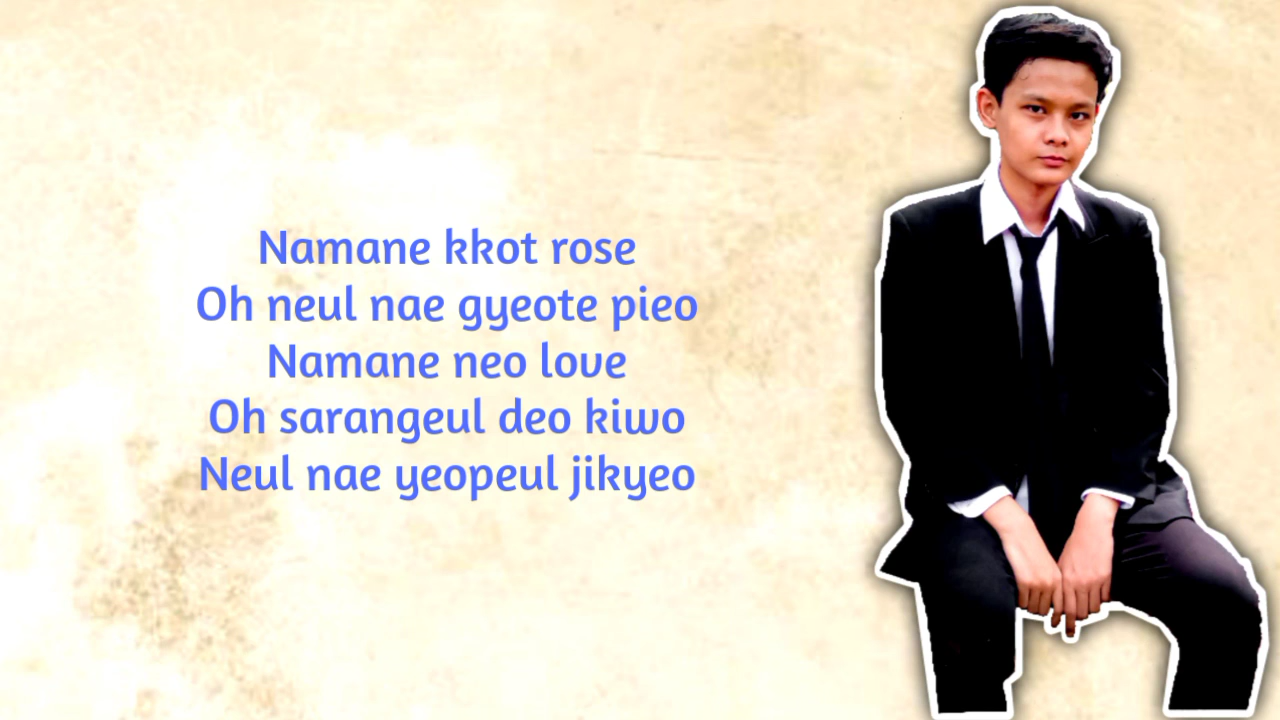 Namane kkot rose
Oh neul nae gyeote pieo
Namane neo love
Oh sarangeul deo kiwo
Neul nae yeopeul jikyeo